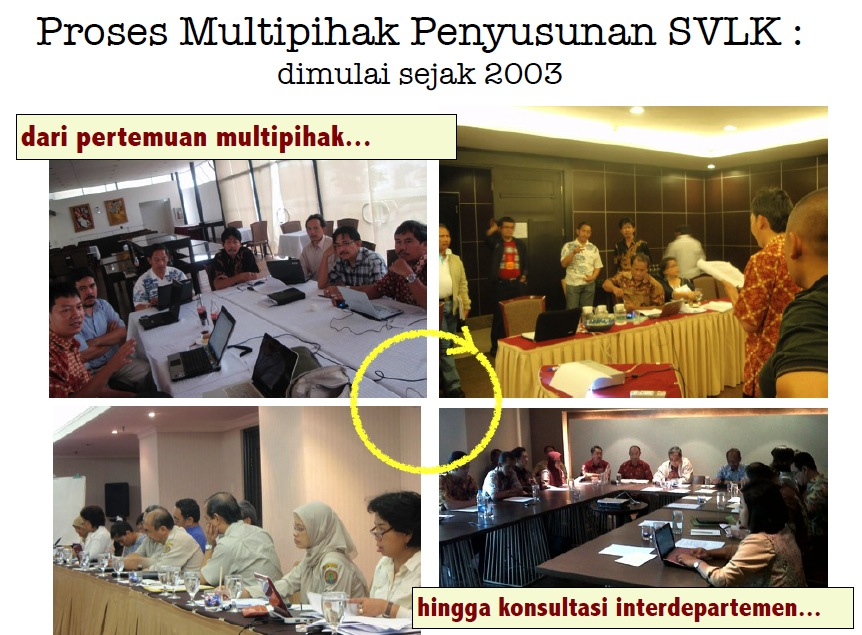 Proses Multipihak Penyusunan SVLK :
dimulai sejak 2003
dari pertemuan multipihak...
hingga konsultasi interdepartemen...